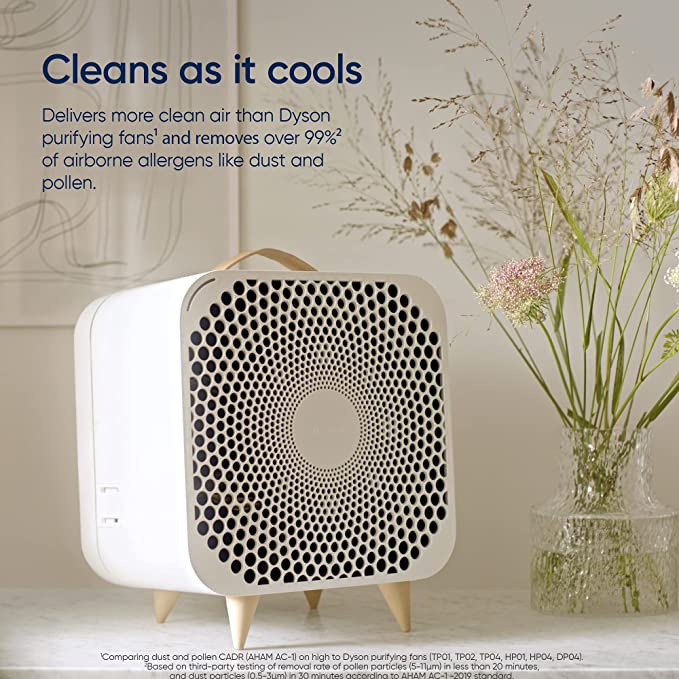 Cleans as it cools
Delivers more clean air than Dyson
purifying fans¹ and removes over 99%²
of airborne allergens like dust and
pollen.
¹Comparing dust and pollen CADR (AHAM AC-1) on high to Dyson purifying fans (TP01, TP02, TP04, HP01, HP04, DP04).
²Based on third-party testing of removal rate of pollen particles (5-11µm) in less than 20 minutes,
and dust particles (0.5-3um) in 30 minutes according to AHAM AC-1 -2019 standard.